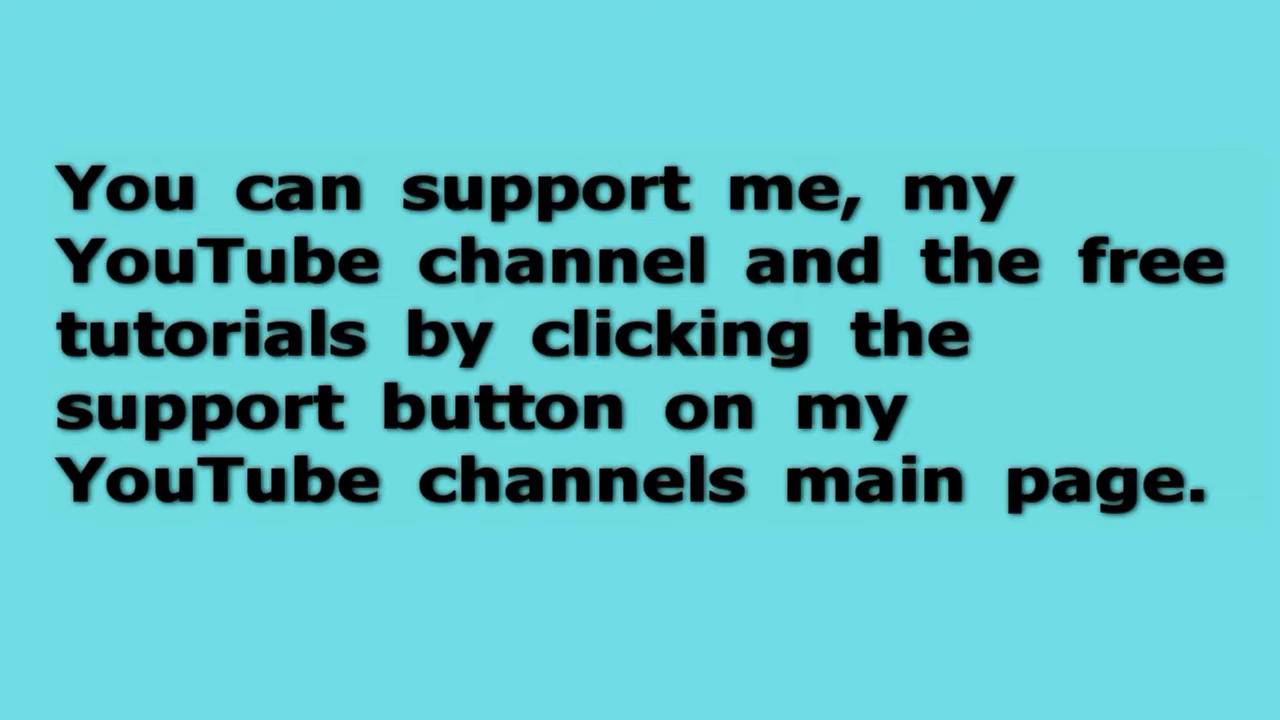 You can support me, my
YouTube channel and the free
tutorials by clicking the
support button on my
YouTube channels main page.